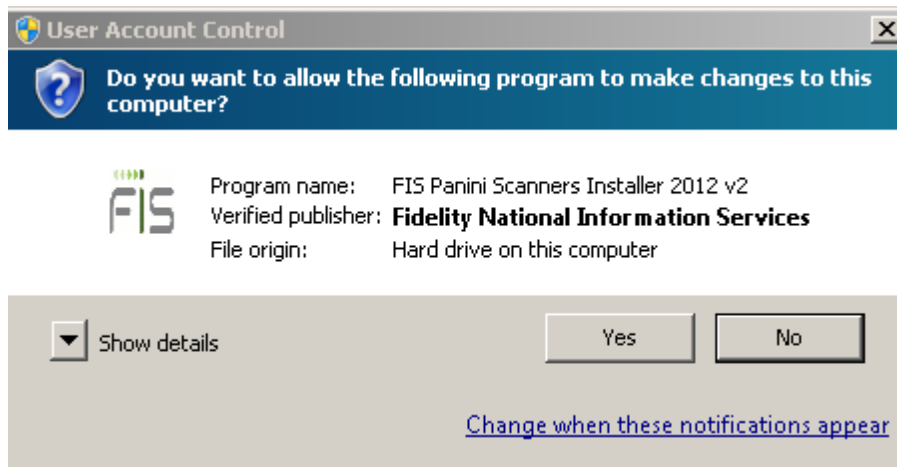 User Account Control
Do you want to allow the following program to make changes to this
computer?
FIS
Program name: FIS Panini Scanners Installer 2012 v2
Verified publisher: Fidelity National Information Services
File origin: Hard drive on this computer
Show details
Yes
No
Change when these notifications appear